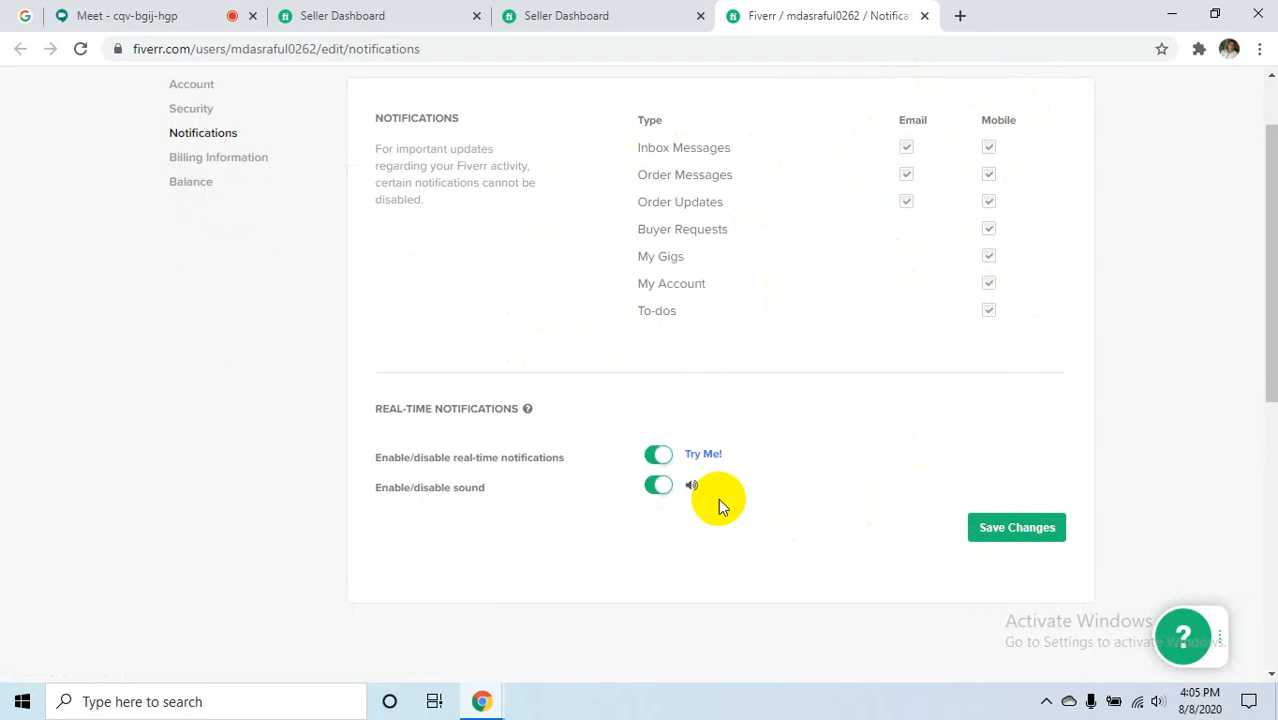 Meet - cqv-bgij-hgp
Seller Dashboard
Seller Dashboard
Fiverr / mdasraful0262 / Notificat
fiverr.com/users/mdasraful0262/edit/notifications
Account
Security
Notifications
Billing Information
Balance
NOTIFICATIONS
For important updates
regarding your Fiverr activity,
certain notifications cannot be
disabled.
Type Email Mobile
Inbox Messages
Order Messages
Order Updates
Buyer Requests
My Gigs
My Account
To-dos
REAL-TIME NOTIFICATIONS ?
Enable/disable real-time notifications Try Me!
Enable/disable sound
Save Changes
Activate Windows
Go to Settings to activate Windows.
?
Type here to search
4:05 PM
8/8/2020